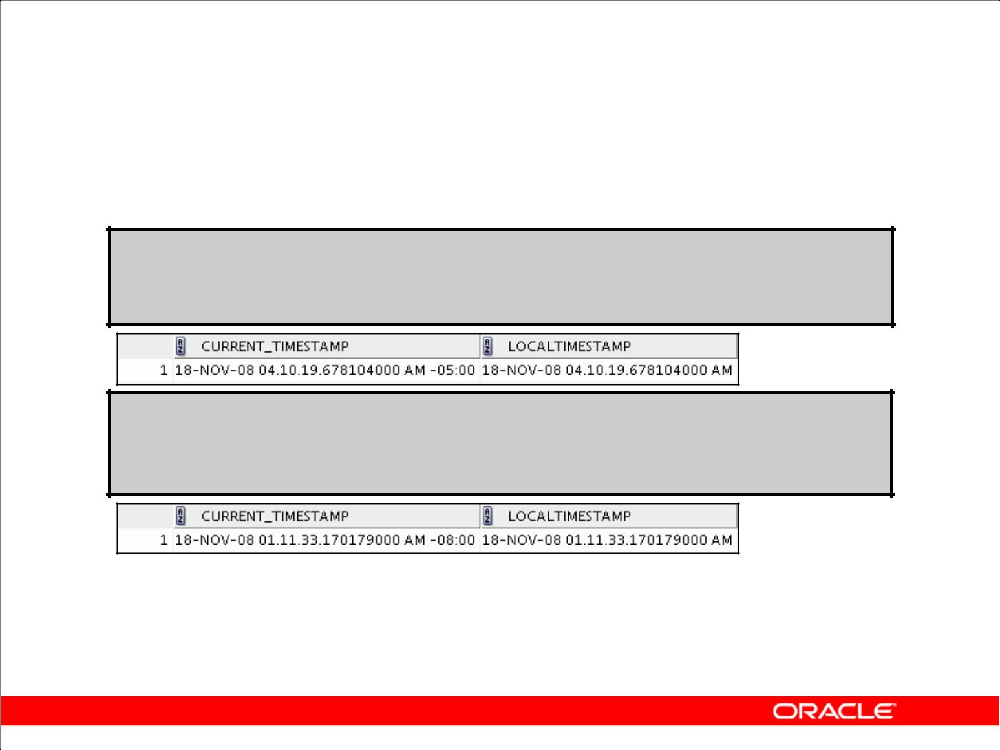 CURRENT_TIMESTAMP LOCALTIMESTAMP
1 18-NOV-08 04.10.19.678104000 AM -05:00 18-NOV-08 04.10.19.678104000 AM
CURRENT_TIMESTAMP LOCALTIMESTAMP
1 18-NOV-08 01.11.33.170179000 AM -08:00 18-NOV-08 01.11.33.170179000 AM
ORACLE